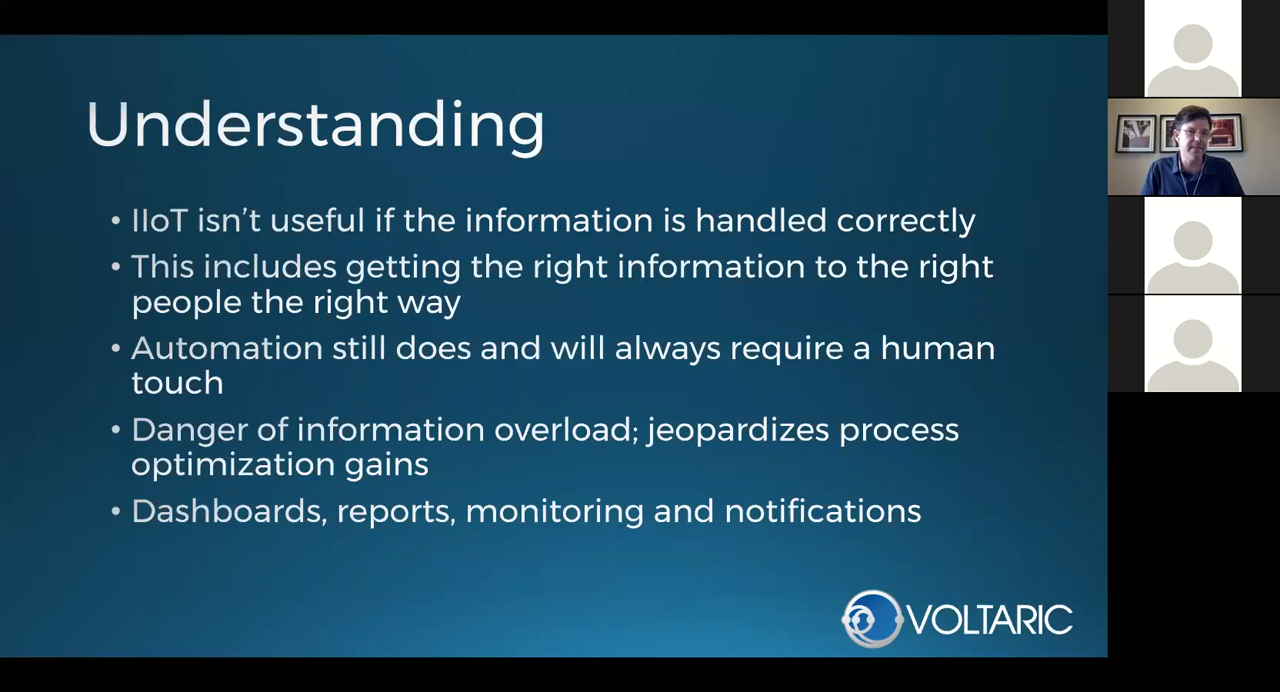 Understanding
• IIoT isn't useful if the information is handled correctly
• This includes getting the right information to the right
people the right way
• Automation still does and will always require a human
touch
• Danger of information overload; jeopardizes process
optimization gains
• Dashboards, reports, monitoring and notifications
VOLTARIC